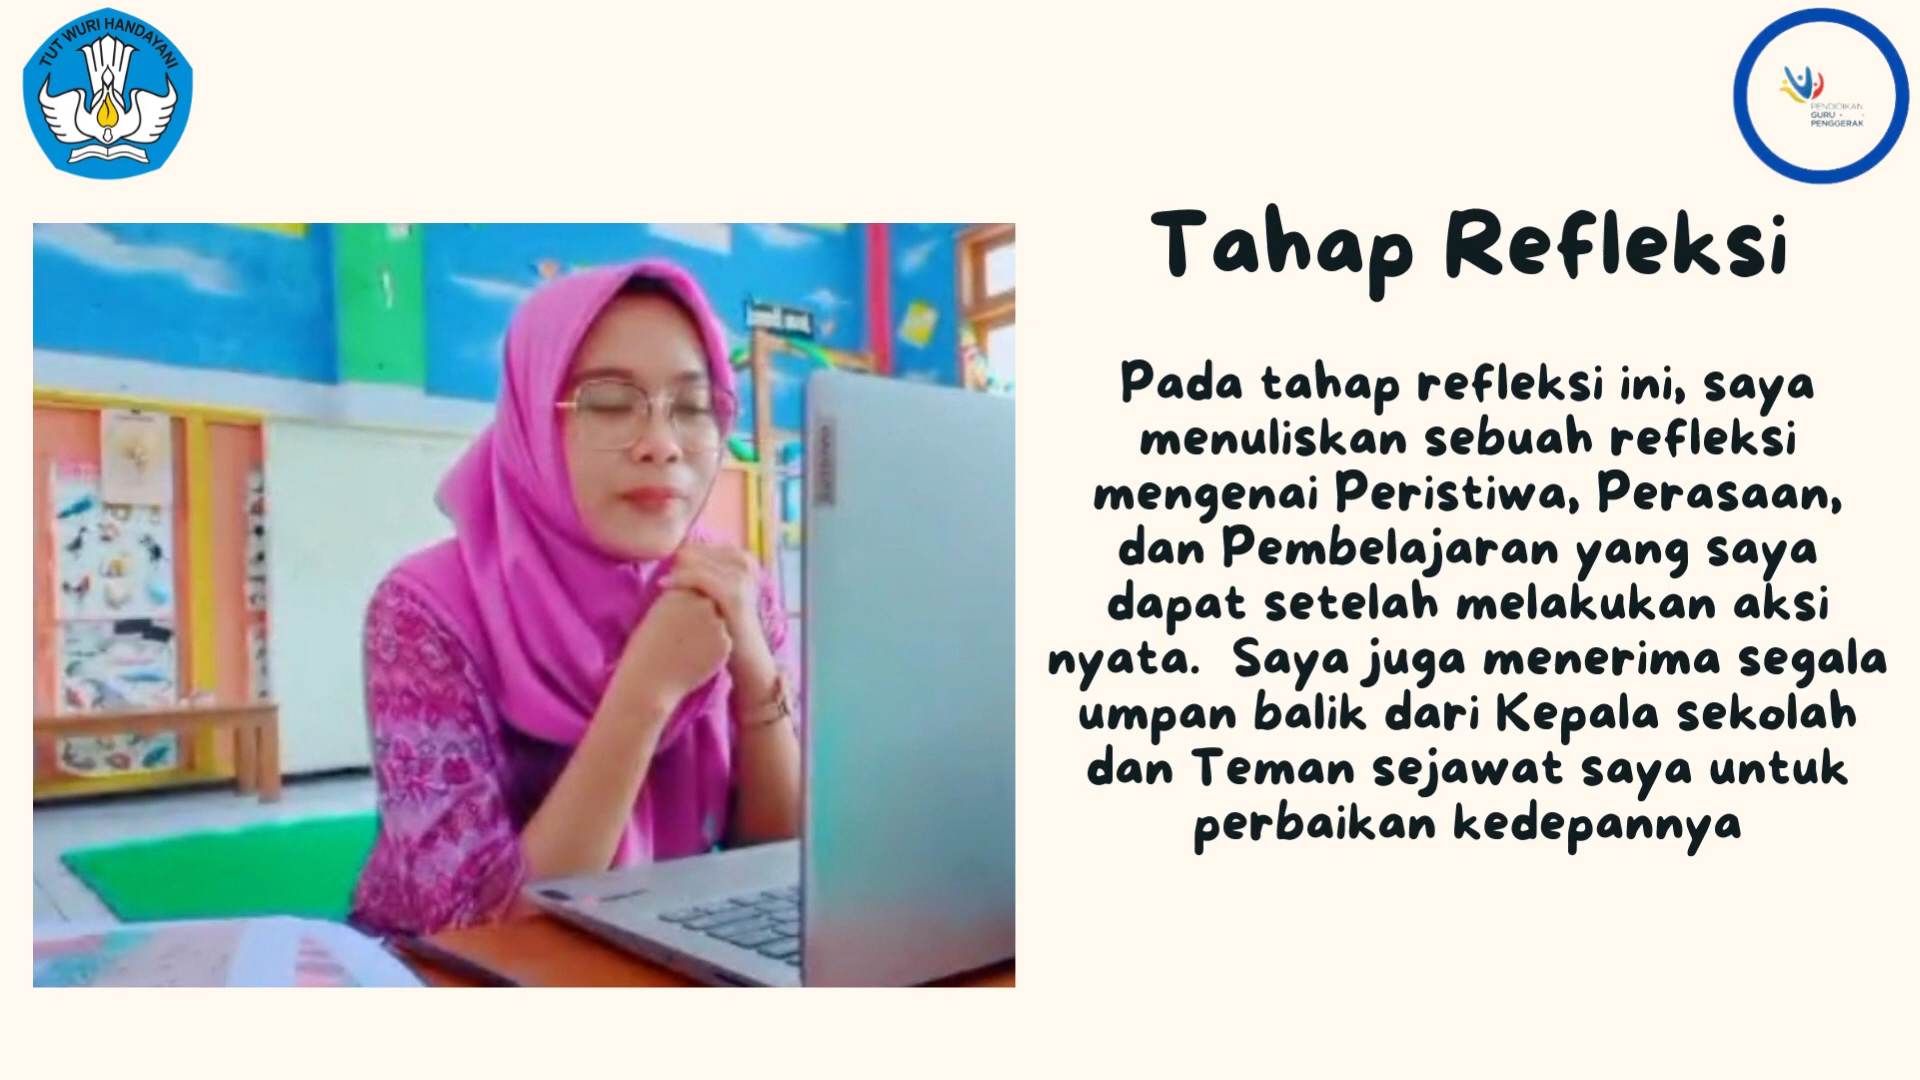 TUT WURI HANDAYANI
PENDIDIKAN
GURU
PENGGERAK
Tahap Refleksi
Pada tahap refleksi ini, saya
menuliskan sebuah refleksi
mengenai Peristiwa, Perasaan,
dan Pembelajaran yang saya
dapat setelah melakukan aksi
nyata.  Saya juga menerima segala
umpan balik dari Kepala sekolah
dan Teman sejawat saya untuk
perbaikan kedepannya